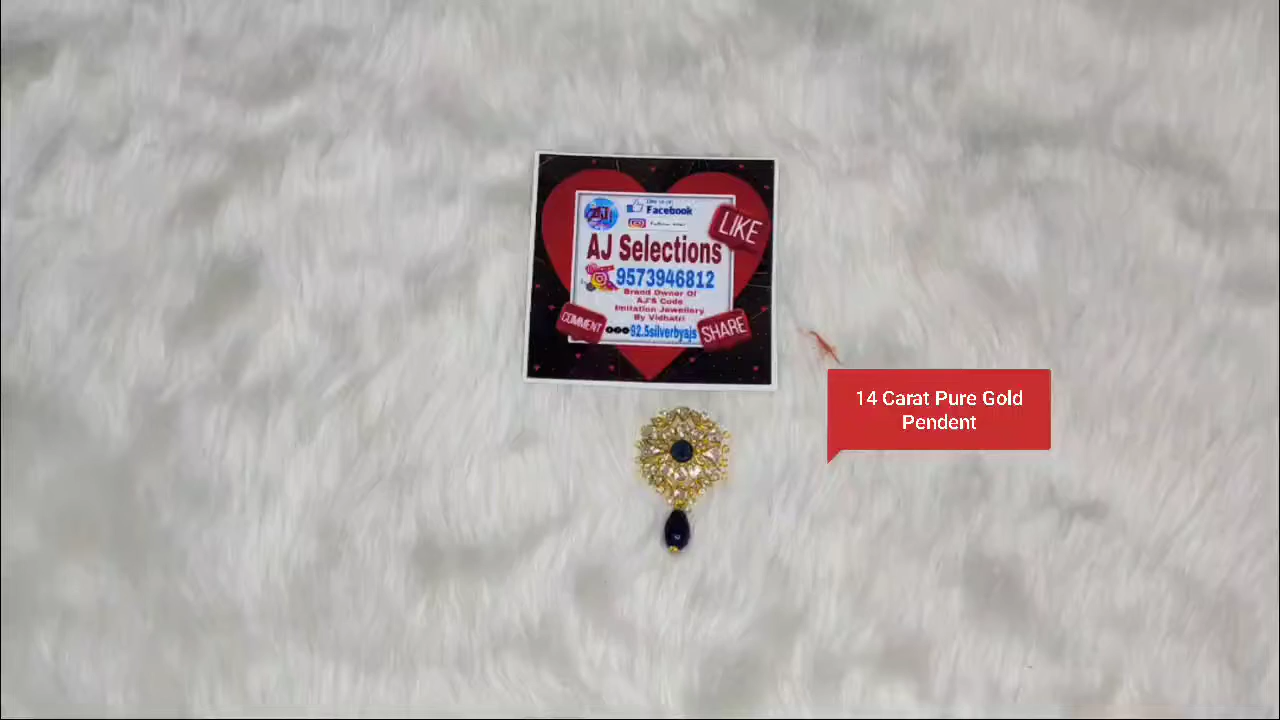 AJ
Facebook
LIKE
AJ Selections
9573946812
Brand Owner Of
AJ'S Code
Imitation Jewellery
By Vidhatri
COMMENT
92.5silverbyajs
SHARE
14 Carat Pure Gold
Pendent